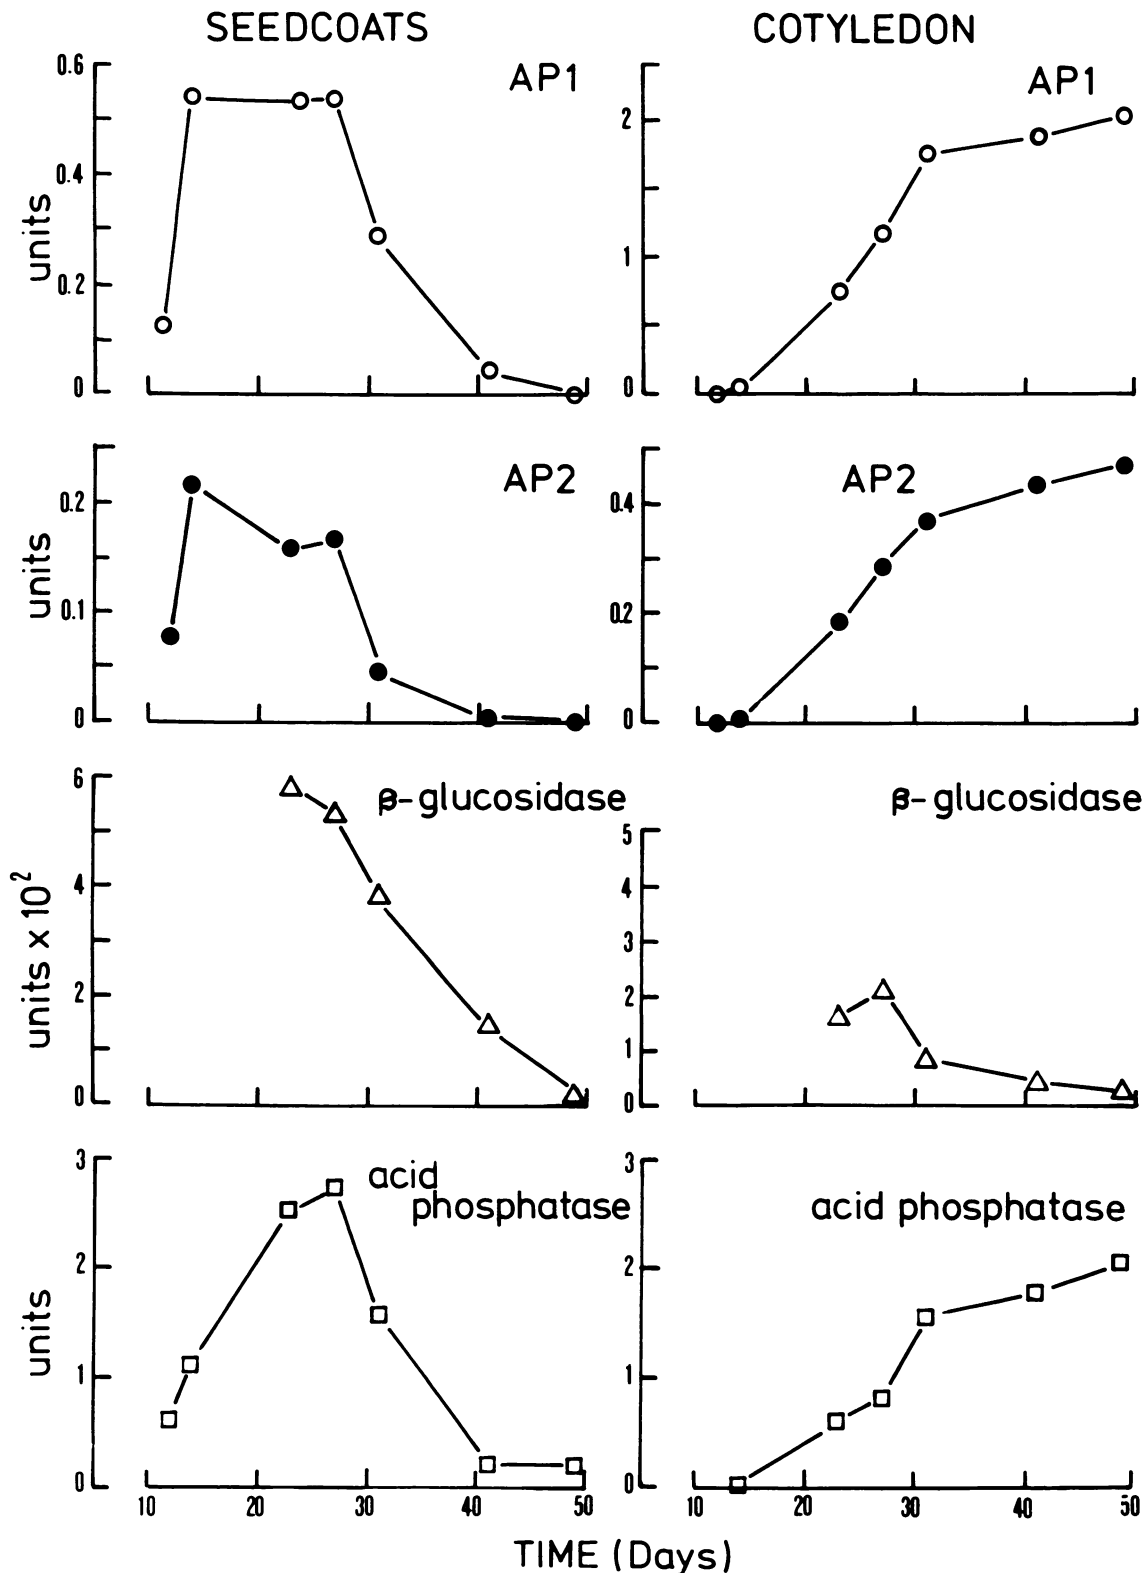 SEEDCOATS COTYLEDON
AP1
0.6
0.4
0.2
0
units
AP1
2
1
0
AP2
0.2
0.1
0
units
AP2
0.4
0.2
0
β-glucosidase
6
4
2
0
units x 10²
β-glucosidase
5
4
3
2
1
0
acid
phosphatase
3
2
1
0
units
10 20 30 40 50
acid phosphatase
3
2
1
0
10 20 30 40 50
TIME (Days)